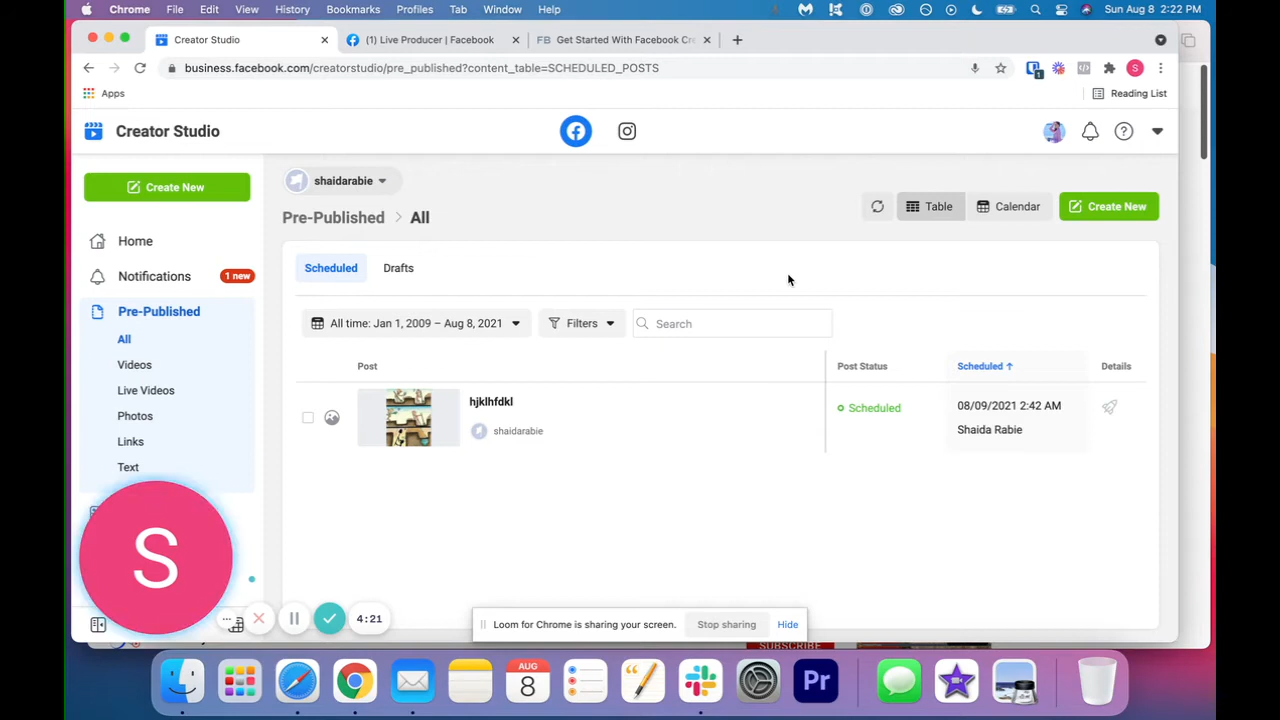 Chrome File Edit View History Bookmarks Profiles Tab Window Help Sun Aug 8 2:22 PM
Creator Studio (1) Live Producer | Facebook FB Get Started With Facebook Cr
business.facebook.com/creatorstudio/pre_published?content_table=SCHEDULED_POSTS 1 S
Apps Reading List
Creator Studio
Create New
shaidarabie
Table Calendar Create New
Pre-Published > All
Home
Scheduled Drafts
Notifications 1 new
Pre-Published
All time: Jan 1, 2009 – Aug 8, 2021 Filters Search
All
Videos
Post Post Status Scheduled ↑ Details
Live Videos
hjklhfdkl
08/09/2021 2:42 AM
Scheduled
Photos
shaidarabie
Shaida Rabie
Links
Text
S
4:21
Loom for Chrome is sharing your screen. Stop sharing Hide
SUBSCRIBE
AUG
8
Pr